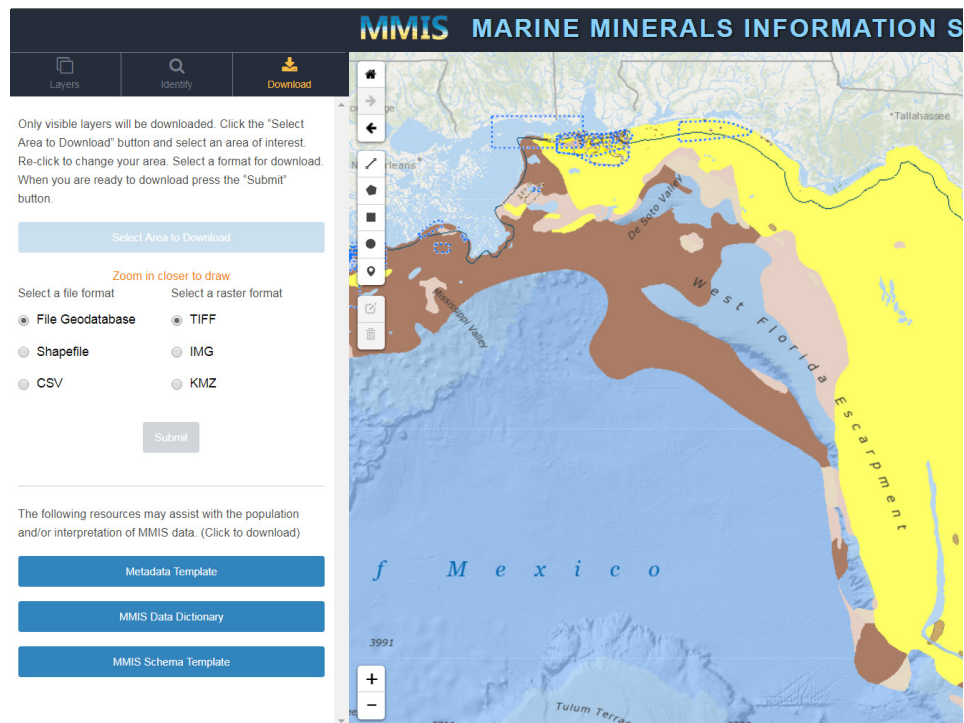 MMIS MARINE MINERALS INFORMATION S
Layers
Identify
Download
Only visible layers will be downloaded. Click the "Select
Area to Download" button and select an area of interest.
Re-click to change your area. Select a format for download.
When you are ready to download press the "Submit"
button.
Select Area to Download
Zoom in closer to draw
Select a file format Select a raster format
File Geodatabase TIFF
Shapefile IMG
CSV KMZ
Submit
The following resources may assist with the population
and/or interpretation of MMIS data. (Click to download)
Metadata Template
MMIS Data Dictionary
MMIS Schema Template
Tallahassee
De Soto Valley
Mississippi Valley
West Florida Escarpment
f Mexico
3991
Tulum Terra
+
−